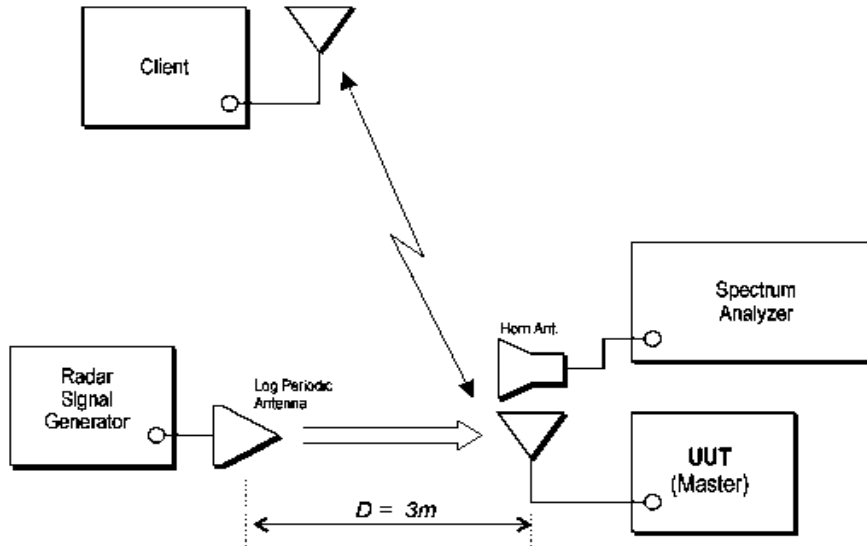 Client
Spectrum
Analyzer
Horn Ant.
Radar
Signal
Generator
Log Periodic
Antenna
UUT
(Master)
D = 3m